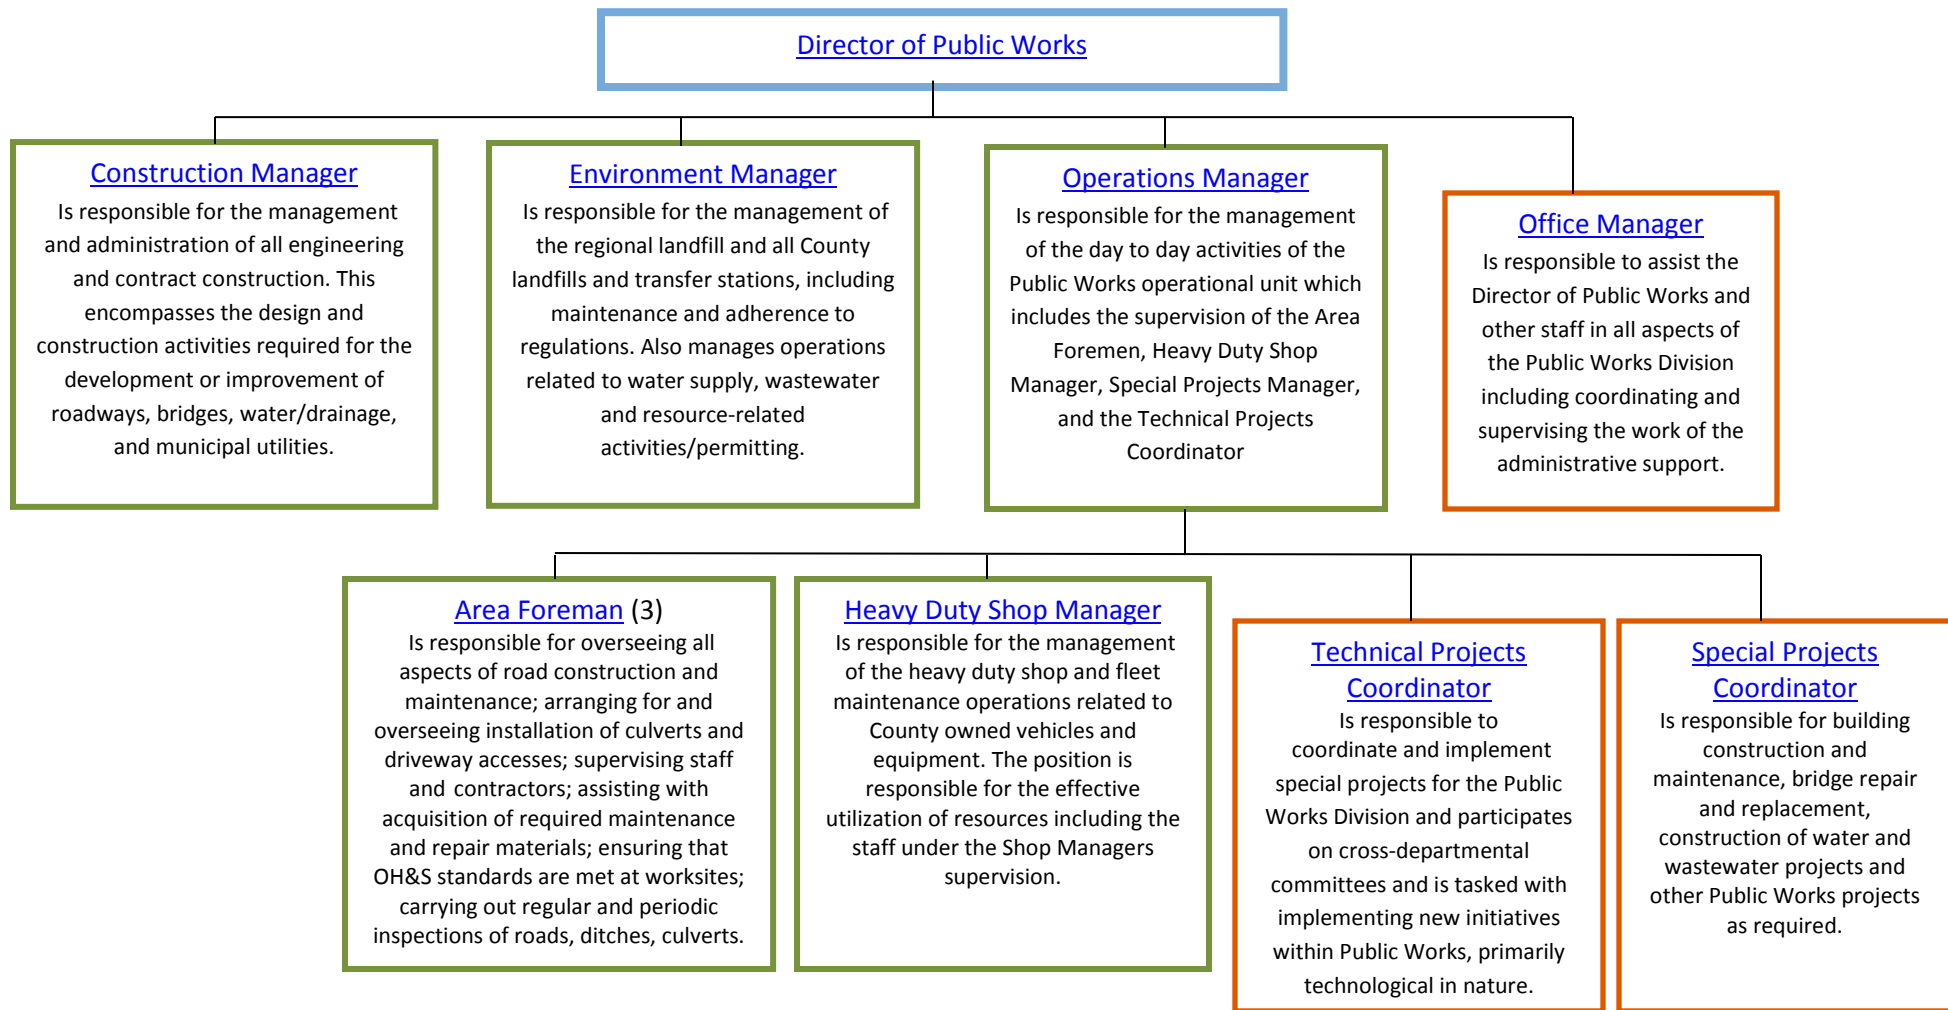 Director of Public Works
Construction Manager
Is responsible for the management
and administration of all engineering
and contract construction. This
encompasses the design and
construction activities required for the
development or improvement of
roadways, bridges, water/drainage,
and municipal utilities.
Environment Manager
Is responsible for the management of
the regional landfill and all County
landfills and transfer stations, including
maintenance and adherence to
regulations. Also manages operations
related to water supply, wastewater
and resource-related
activities/permitting.
Operations Manager
Is responsible for the management
of the day to day activities of the
Public Works operational unit which
includes the supervision of the Area
Foremen, Heavy Duty Shop
Manager, Special Projects Manager,
and the Technical Projects
Coordinator
Office Manager
Is responsible to assist the
Director of Public Works and
other staff in all aspects of
the Public Works Division
including coordinating and
supervising the work of the
administrative support.
Area Foreman (3)
Is responsible for overseeing all
aspects of road construction and
maintenance; arranging for and
overseeing installation of culverts and
driveway accesses; supervising staff
and contractors; assisting with
acquisition of required maintenance
and repair materials; ensuring that
OH&S standards are met at worksites;
carrying out regular and periodic
inspections of roads, ditches, culverts.
Heavy Duty Shop Manager
Is responsible for the management
of the heavy duty shop and fleet
maintenance operations related to
County owned vehicles and
equipment. The position is
responsible for the effective
utilization of resources including the
staff under the Shop Managers
supervision.
Technical Projects
Coordinator
Is responsible to
coordinate and implement
special projects for the Public
Works Division and participates
on cross-departmental
committees and is tasked with
implementing new initiatives
within Public Works, primarily
technological in nature.
Special Projects
Coordinator
Is responsible for building
construction and
maintenance, bridge repair
and replacement,
construction of water and
wastewater projects and
other Public Works projects
as required.